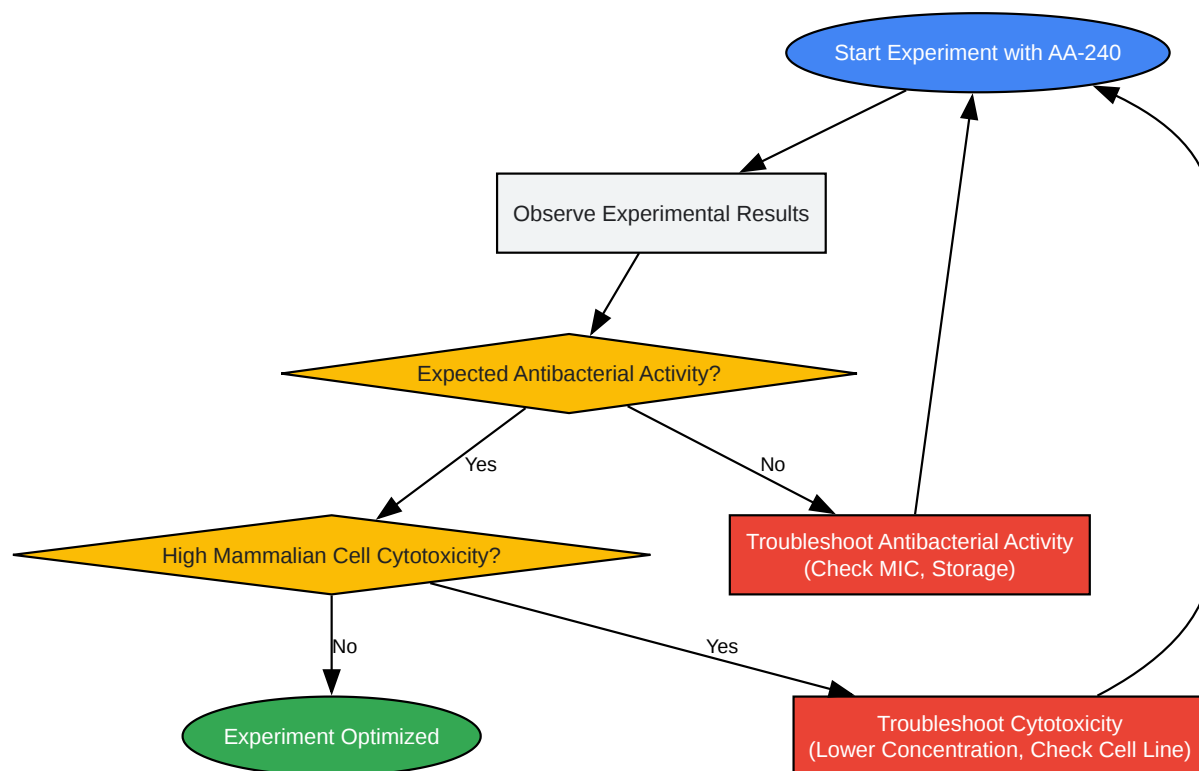 Start Experiment with AA-240
Observe Experimental Results
Expected Antibacterial Activity?
Yes
No
High Mammalian Cell Cytotoxicity?
Troubleshoot Antibacterial Activity
(Check MIC, Storage)
No
Yes
Experiment Optimized
Troubleshoot Cytotoxicity
(Lower Concentration, Check Cell Line)